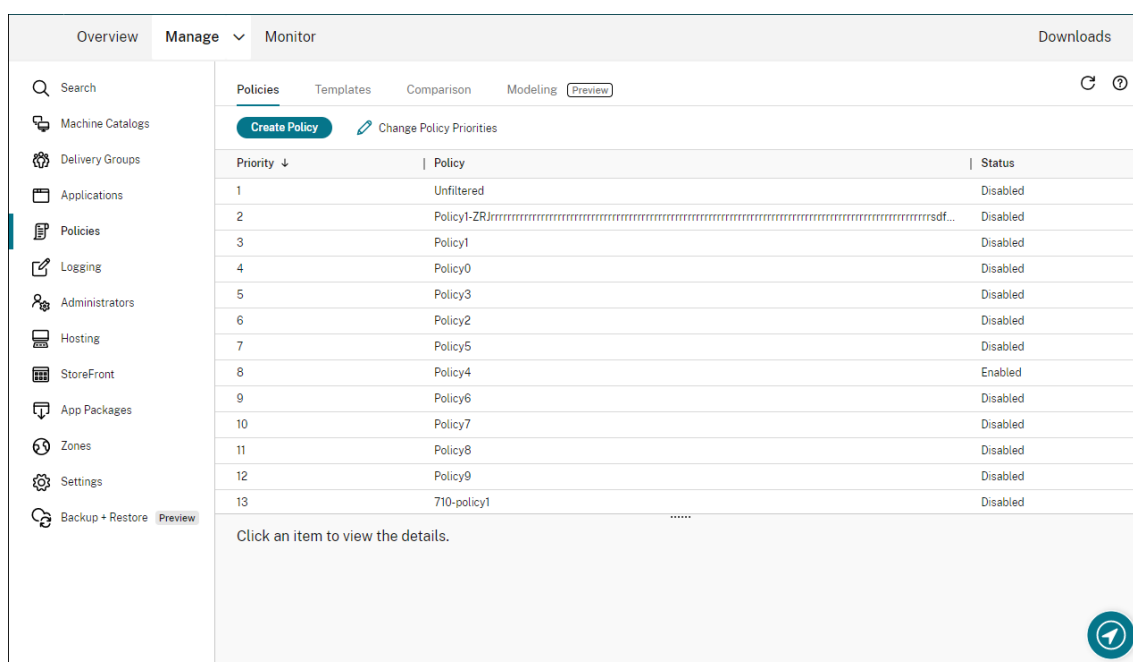 Overview Manage Monitor Downloads
Search
Machine Catalogs
Delivery Groups
Applications
Policies
Logging
Administrators
Hosting
StoreFront
App Packages
Zones
Settings
Backup + Restore Preview
Policies Templates Comparison Modeling Preview
Create Policy Change Policy Priorities
Priority ↓ Policy Status
1 Unfiltered Disabled
2 Disabled
3 Policy1 Disabled
4 Policy0 Disabled
5 Policy3 Disabled
6 Policy2 Disabled
7 Policy5 Disabled
8 Policy4 Enabled
9 Policy6 Disabled
10 Policy7 Disabled
11 Policy8 Disabled
12 Policy9 Disabled
13 710-policy1 Disabled
Click an item to view the details.